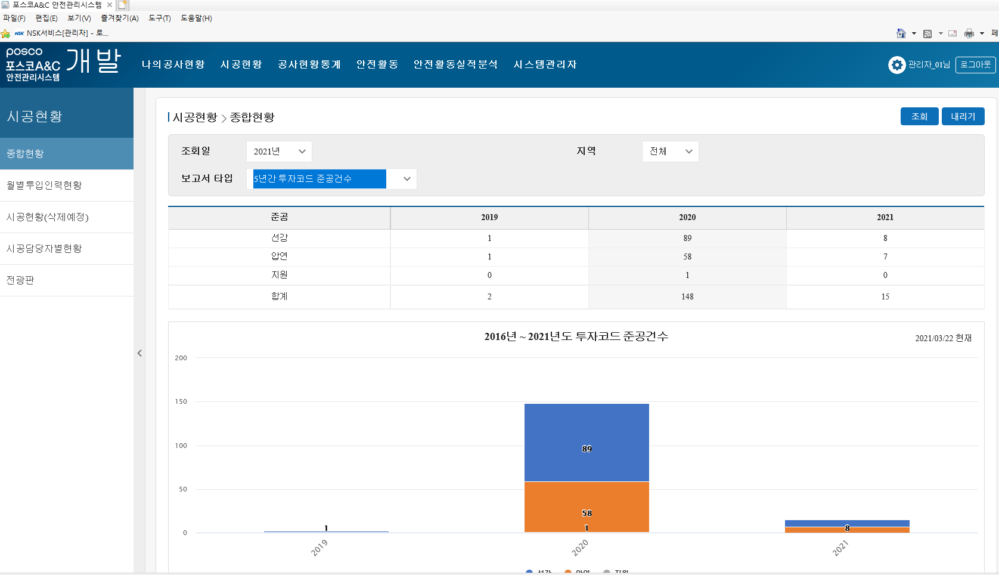 포스코A&C 안전관리시스템
파일(F) 편집(E) 보기(V) 즐겨찾기(A) 도구(T) 도움말(H)
NSK NSK서비스[관리자] - 로...
posco
포스코A&C
안전관리시스템
개발
나의공사현황 시공현황 공사현황통계 안전활동 안전활동실적분석 시스템관리자
관리자_01님 로그아웃
시공현황
종합현황
월별투입인력현황
시공현황(삭제예정)
시공담당자별현황
전광판
시공현황 > 종합현황
조회 내리기
조회일 2021년 지역 전체
보고서 타입 5년간 투자코드 준공건수
준공 2019 2020 2021
선강 1 89 8
압연 1 58 7
지원 0 1 0
합계 2 148 15
2016년 ~ 2021년도 투자코드 준공건수
2021/03/22 현재
200
150
100
50
0
89
58
1
1
8
2019 2020 2021
선강 압연 지원